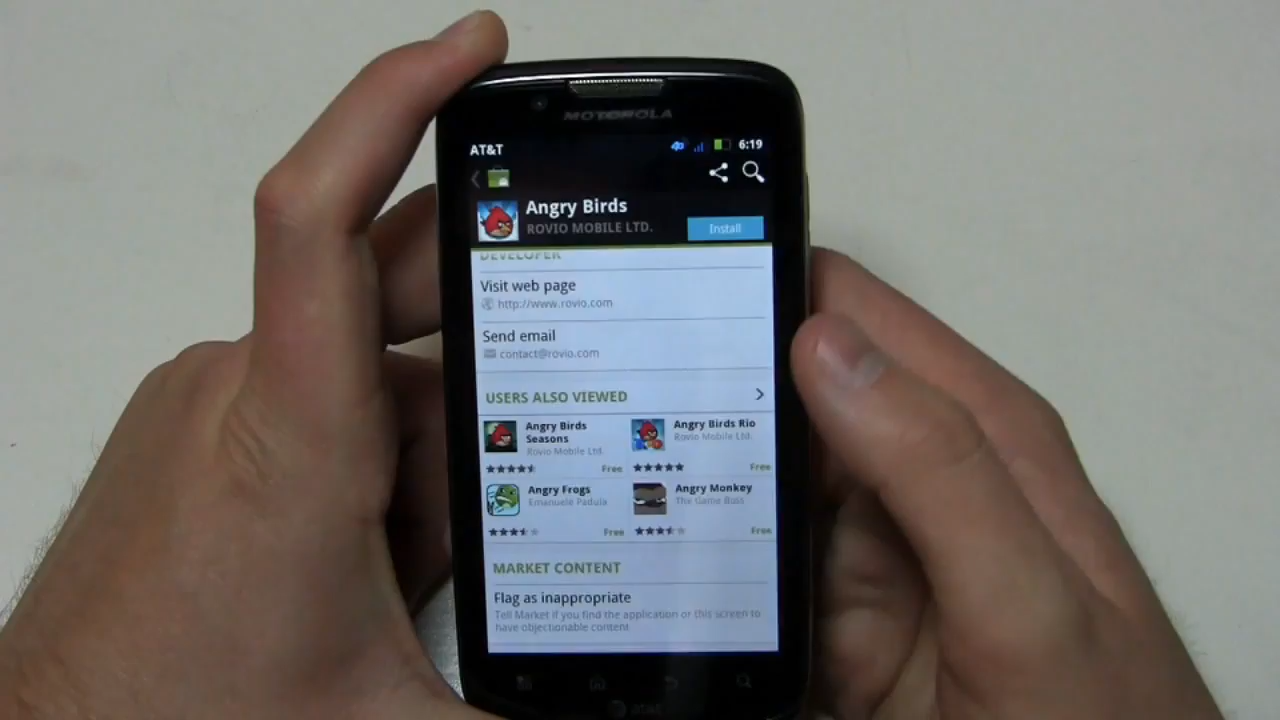 MOTOROLA
AT&T
4G
6:19
Angry Birds
ROVIO MOBILE LTD.
Install
DEVELOPER
Visit web page
http://www.rovio.com
Send email
contact@rovio.com
USERS ALSO VIEWED
Angry Birds
Seasons
Rovio Mobile Ltd.
Free
Angry Birds Rio
Rovio Mobile Ltd.
Free
Angry Frogs
Emanuele Padula
Free
Angry Monkey
The Game Boss
Free
MARKET CONTENT
Flag as inappropriate
Tell Market if you find the application or this screen to
have objectionable content
at&t